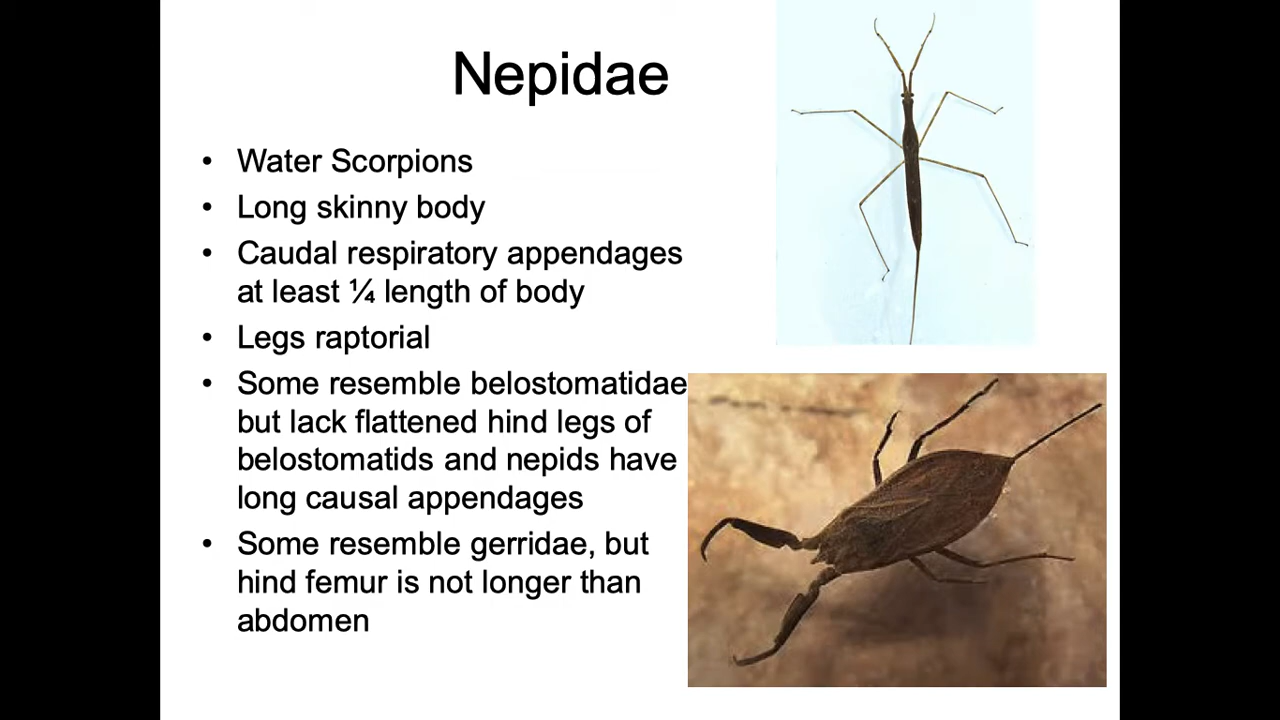 Nepidae
• Water Scorpions
• Long skinny body
• Caudal respiratory appendages
at least ¼ length of body
• Legs raptorial
• Some resemble belostomatidae
but lack flattened hind legs of
belostomatids and nepids have
long causal appendages
• Some resemble gerridae, but
hind femur is not longer than
abdomen